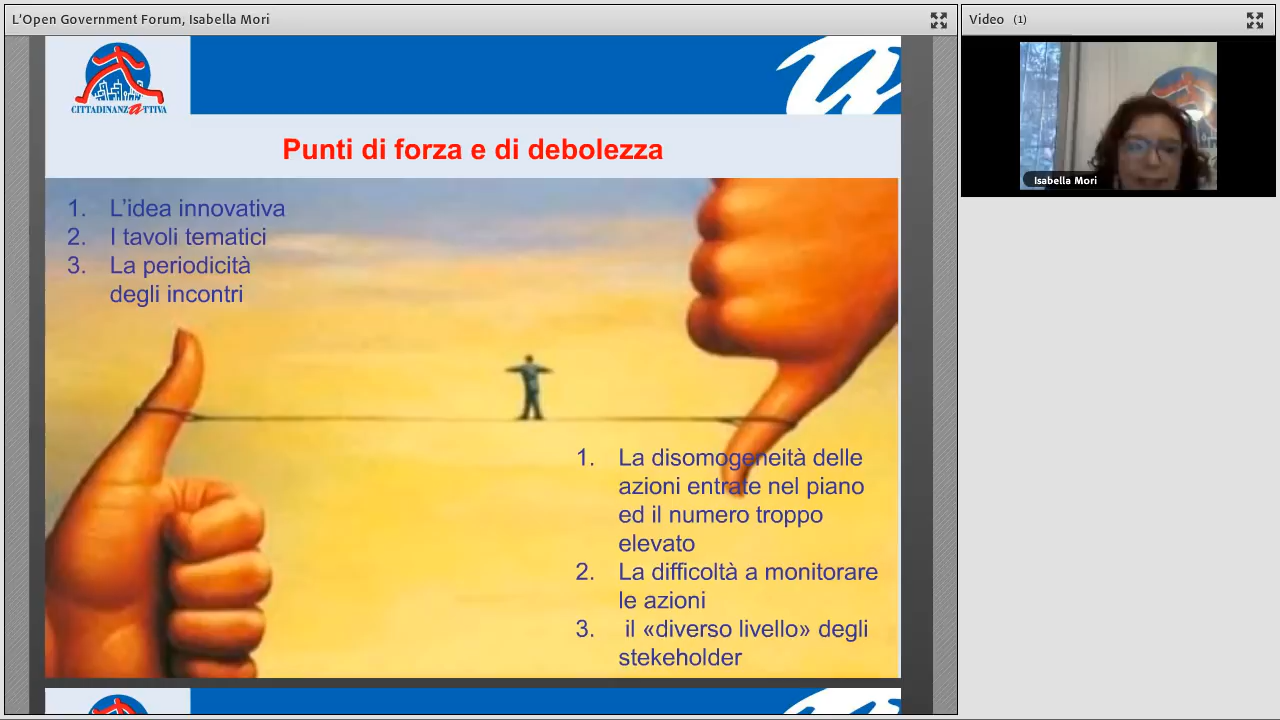 L'Open Government Forum, Isabella Mori
Video (1)
CITTADINANZATTIVA
Isabella Mori
Punti di forza e di debolezza
1. L'idea innovativa
2. I tavoli tematici
3. La periodicità
degli incontri
1. La disomogeneità delle
azioni entrate nel piano
ed il numero troppo
elevato
2. La difficoltà a monitorare
le azioni
3. il «diverso livello» degli
stekeholder